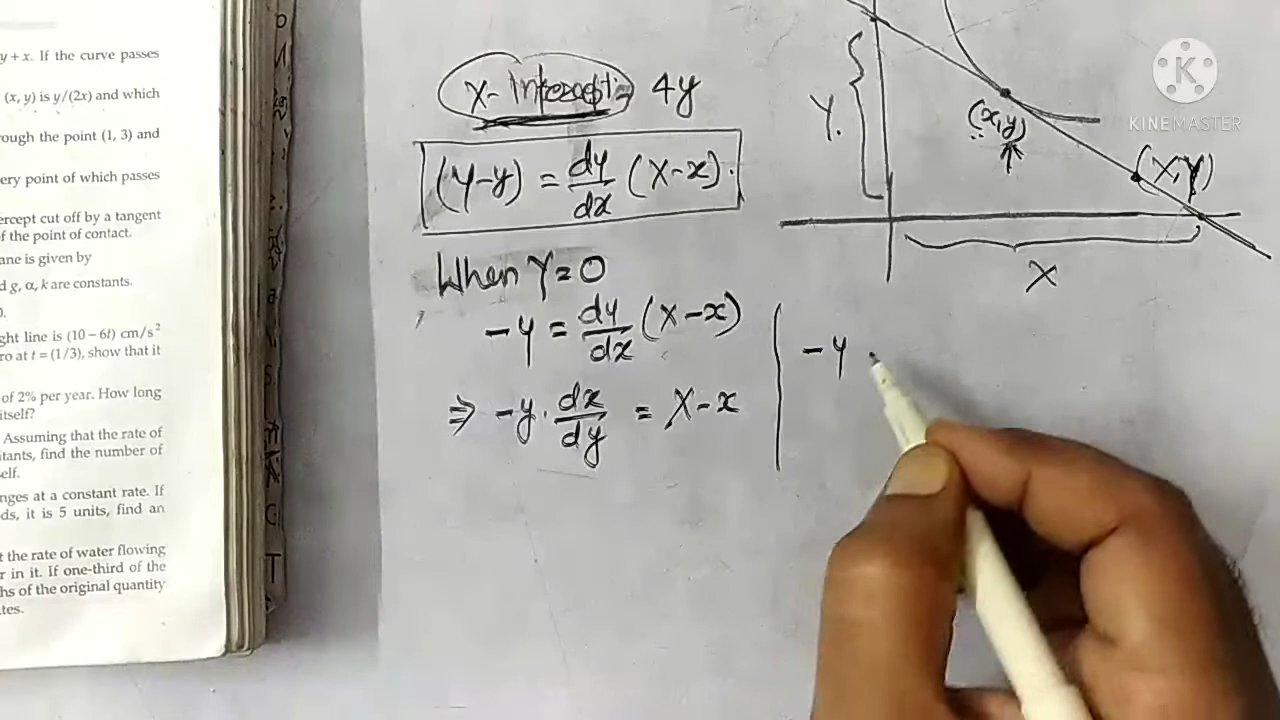 y + x. If the curve passes
(x, y) is y/(2x) and which
rough the point (1, 3) and
ery point of which passes
ercept cut off by a tangent
f the point of contact.
ane is given by
d g, α, k are constants.
ght line is (10 – 6t) cm/s²
ro at t = (1/3), show that it
of 2% per year. How long
itself?
Assuming that the rate of
itants, find the number of
self.
nges at a constant rate. If
ds, it is 5 units, find an
t the rate of water flowing
r in it. If one-third of the
hs of the original quantity
tes.
X - Intercept = 4y
(Y-y) = dy/dx (X-x).
When Y=0
-y = dy/dx (X-x)
⇒ -y . dx/dy = X-x
-y
Y.
(x,y)
(X,Y)
X
K
KINEMASTER